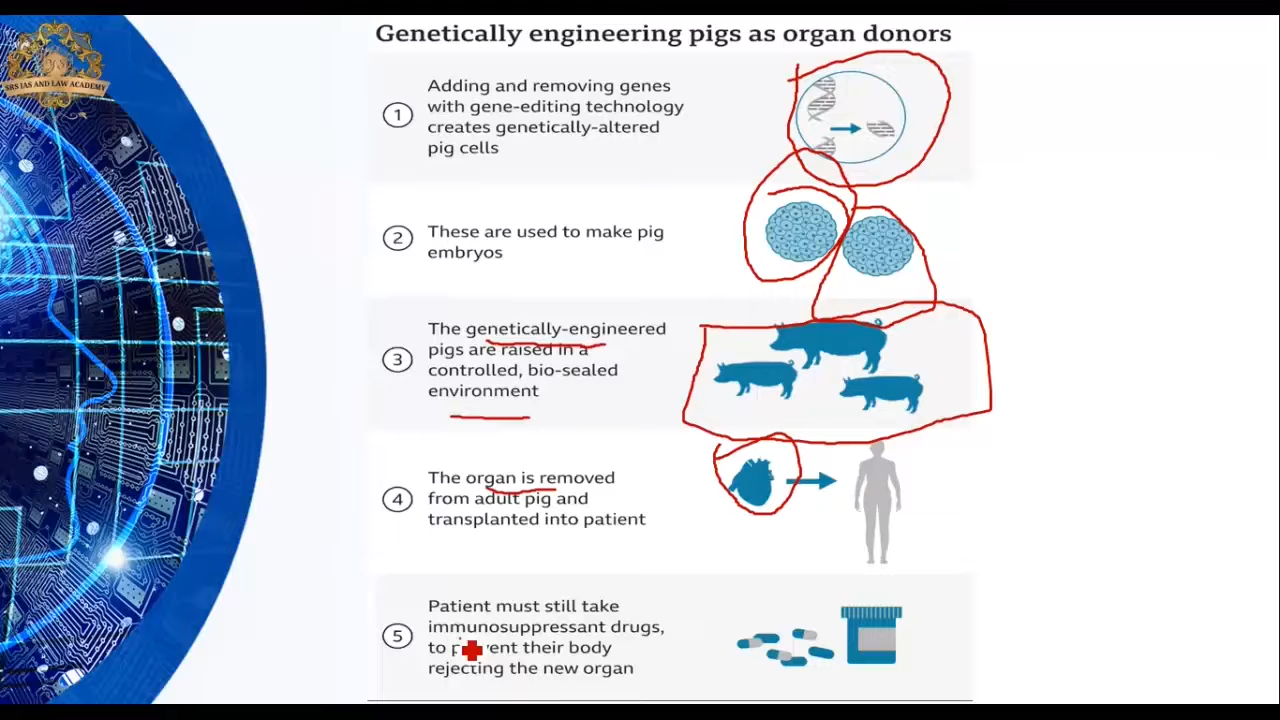 Genetically engineering pigs as organ donors
SRS IAS AND LAW ACADEMY
1
Adding and removing genes
with gene-editing technology
creates genetically-altered
pig cells
2
These are used to make pig
embryos
3
The genetically-engineered
pigs are raised in a
controlled, bio-sealed
environment
4
The organ is removed
from adult pig and
transplanted into patient
5
Patient must still take
immunosuppressant drugs,
to prevent their body
rejecting the new organ